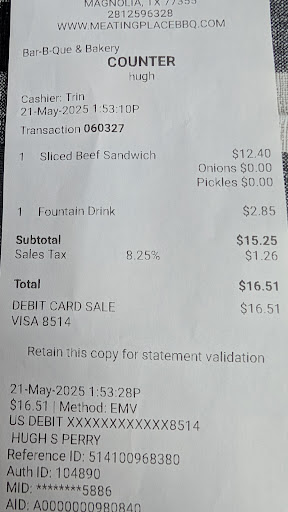 MAGNOLIA, TX 77355
2812596328
WWW.MEATINGPLACEBBQ.COM
Bar-B-Que & Bakery
COUNTER
hugh
Cashier: Trin
21-May-2025 1:53:10P
Transaction 060327
1 Sliced Beef Sandwich $12.40
Onions $0.00
Pickles $0.00
1 Fountain Drink $2.85
Subtotal $15.25
Sales Tax 8.25% $1.26
Total $16.51
DEBIT CARD SALE $16.51
VISA 8514
Retain this copy for statement validation
21-May-2025 1:53:28P
$16.51 | Method: EMV
US DEBIT XXXXXXXXXXXX8514
HUGH S PERRY
Reference ID: 514100968380
Auth ID: 104890
MID: ********5886
AID: A0000000980840